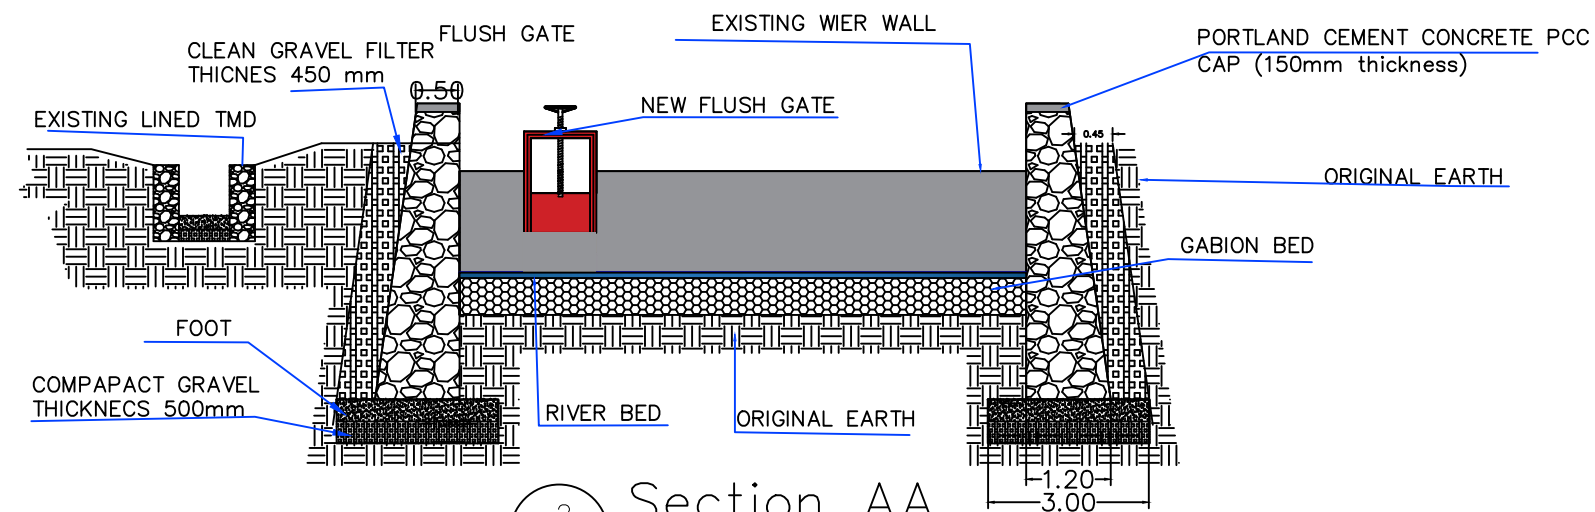 FLUSH GATE
EXISTING WIER WALL
PORTLAND CEMENT CONCRETE PCC
CAP (150mm thickness)
CLEAN GRAVEL FILTER
THICNES 450 mm
0.50
NEW FLUSH GATE
EXISTING LINED TMD
0.45
ORIGINAL EARTH
GABION BED
FOOT
COMPAPACT GRAVEL
THICKNECS 500mm
RIVER BED
ORIGINAL EARTH
1.20
3.00
2
Section AA